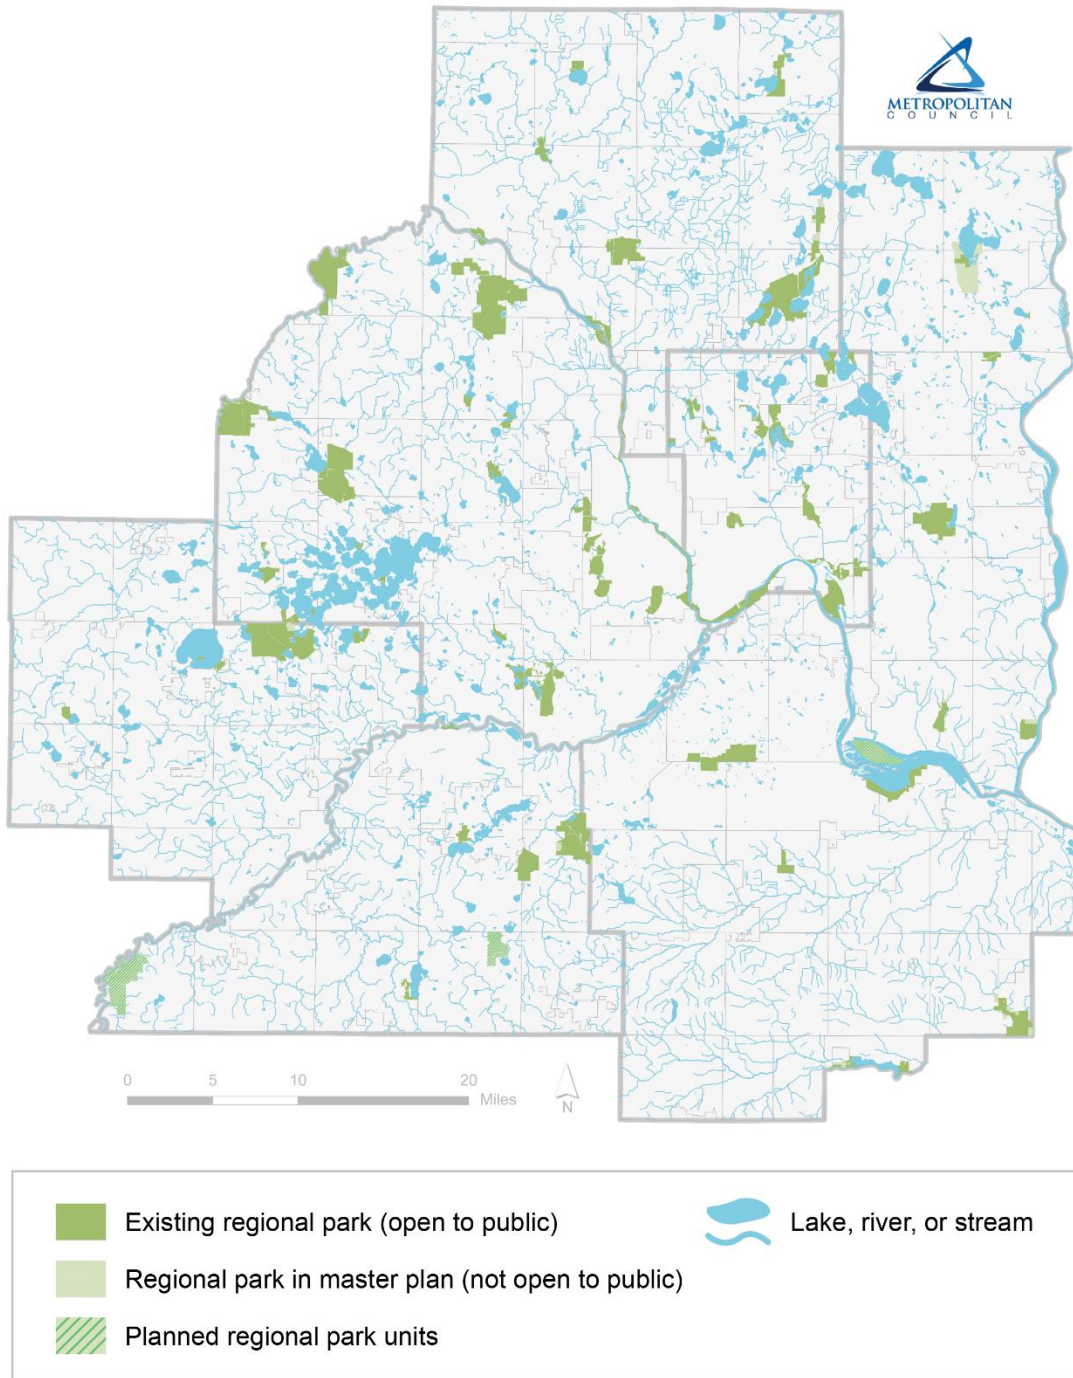 METROPOLITAN
COUNCIL
0 5 10 20
Miles
N
Existing regional park (open to public)
Lake, river, or stream
Regional park in master plan (not open to public)
Planned regional park units